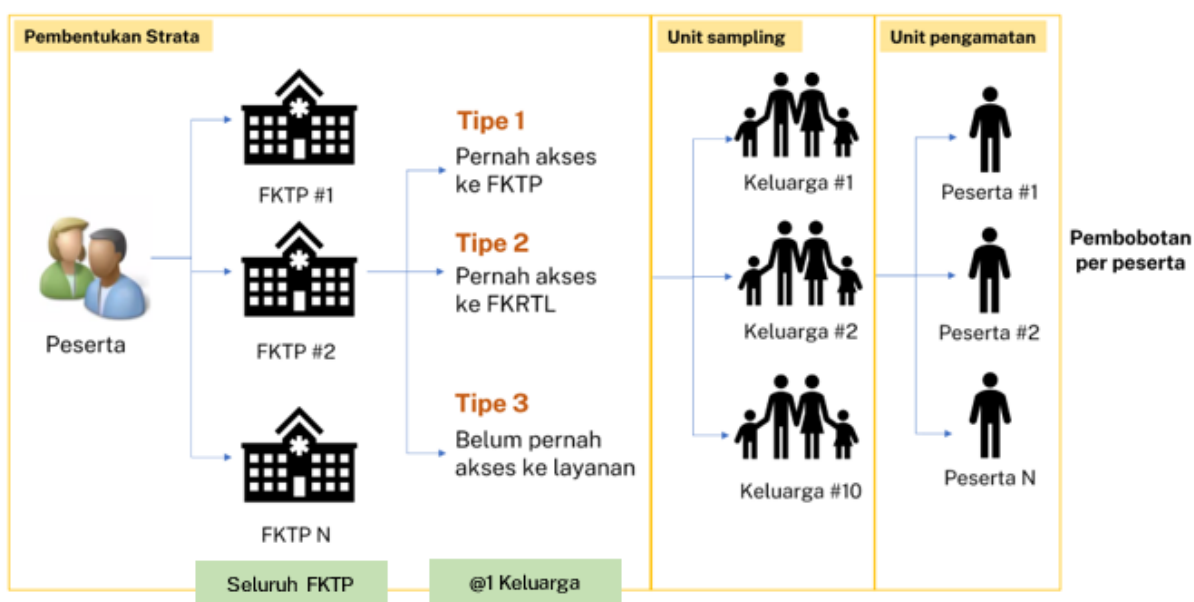 Pembentukan Strata
Peserta
FKTP #1
FKTP #2
FKTP N
Seluruh FKTP
Tipe 1
Pernah akses
ke FKTP
Tipe 2
Pernah akses
ke FKRTL
Tipe 3
Belum pernah
akses ke layanan
@1 Keluarga
Unit sampling
Keluarga #1
Keluarga #2
Keluarga #10
Unit pengamatan
Peserta #1
Peserta #2
Peserta N
Pembobotan
per peserta